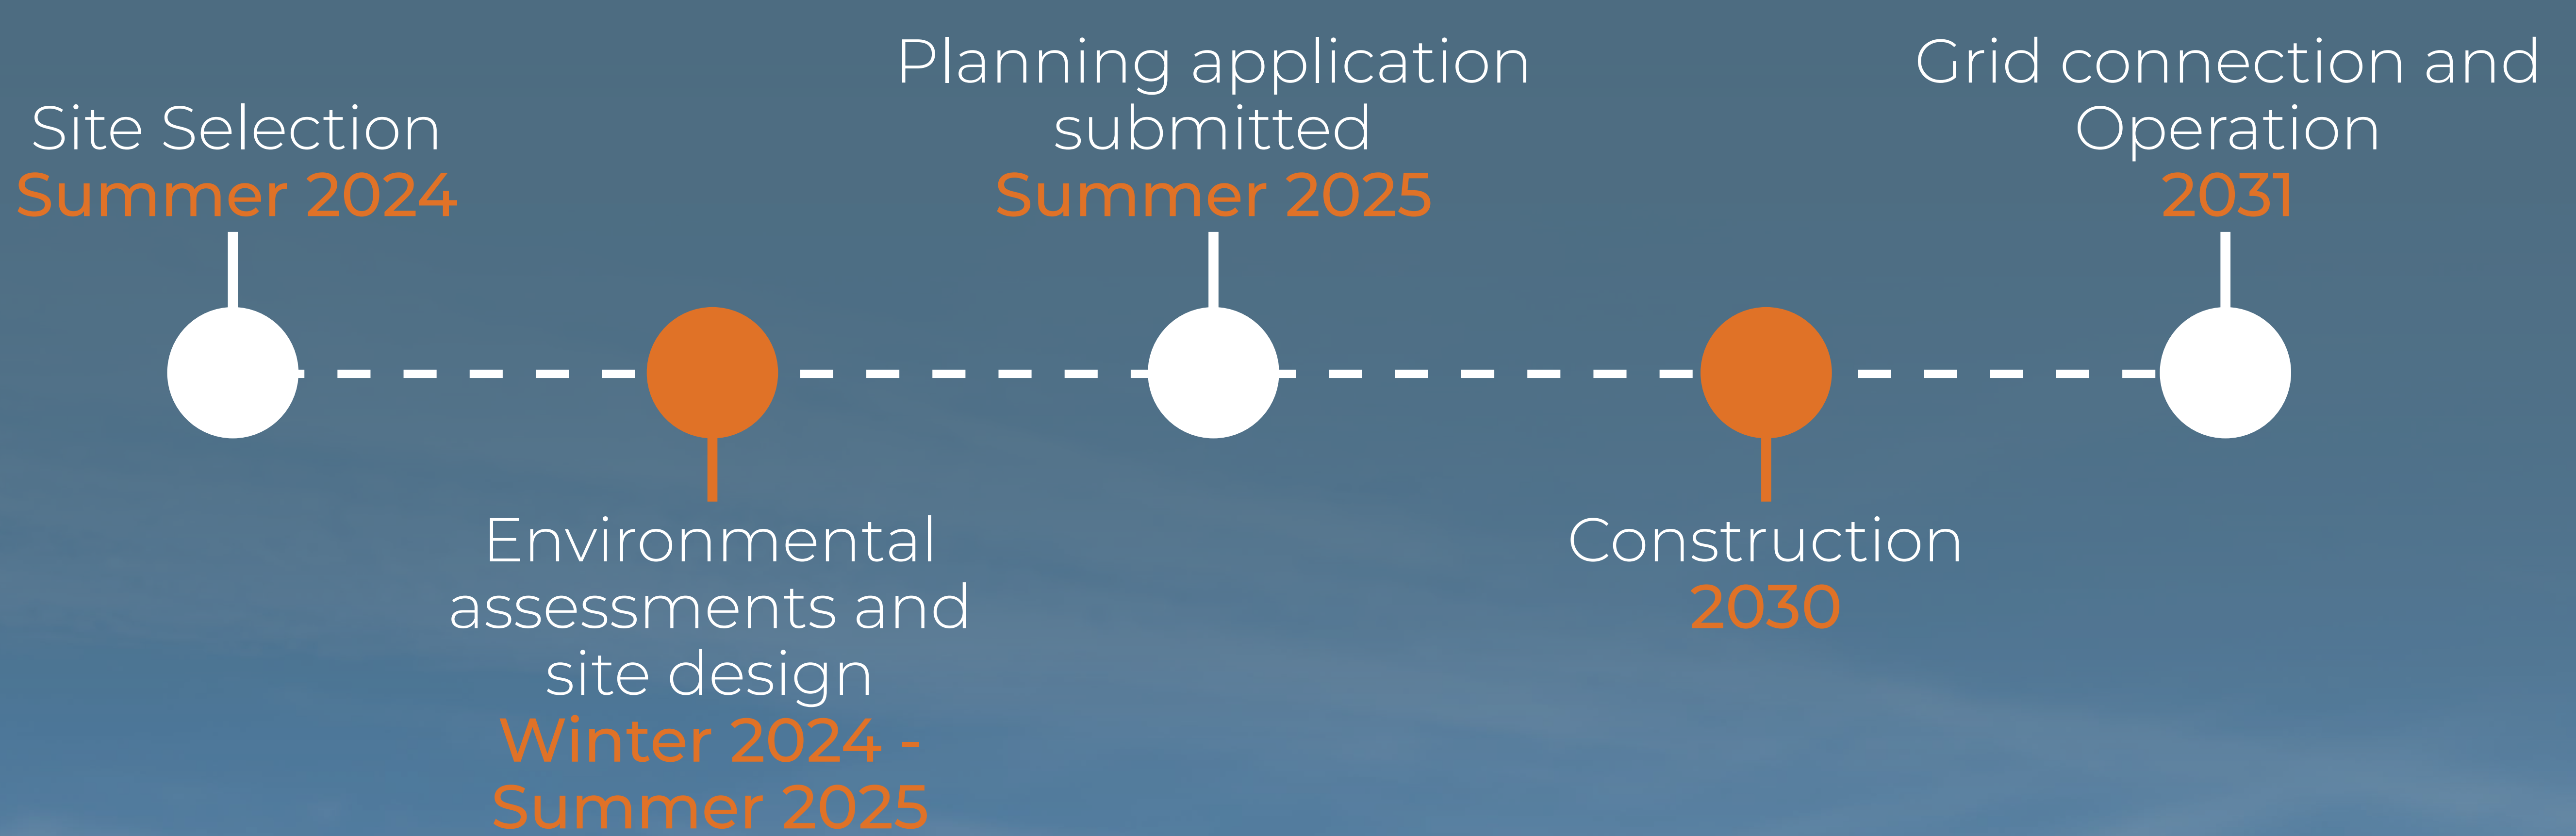 Site Selection
Summer 2024
Environmental
assessments and
site design
Winter 2024 -
Summer 2025
Planning application
submitted
Summer 2025
Construction
2030
Grid connection and
Operation
2031